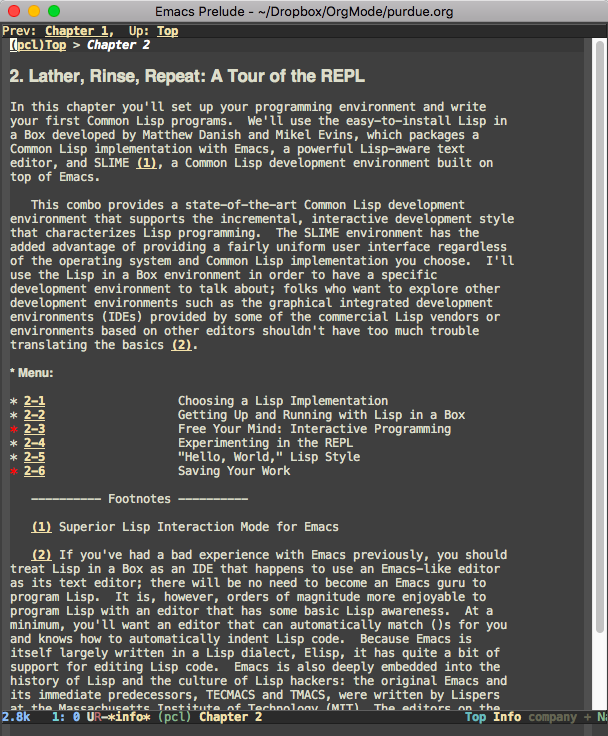 Emacs Prelude - ~/Dropbox/OrgMode/purdue.org
Prev: Chapter 1,  Up: Top
(pcl)Top > Chapter 2
2. Lather, Rinse, Repeat: A Tour of the REPL
In this chapter you'll set up your programming environment and write
your first Common Lisp programs.  We'll use the easy-to-install Lisp in
a Box developed by Matthew Danish and Mikel Evins, which packages a
Common Lisp implementation with Emacs, a powerful Lisp-aware text
editor, and SLIME (1), a Common Lisp development environment built on
top of Emacs.
This combo provides a state-of-the-art Common Lisp development
environment that supports the incremental, interactive development style
that characterizes Lisp programming.  The SLIME environment has the
added advantage of providing a fairly uniform user interface regardless
of the operating system and Common Lisp implementation you choose.  I'll
use the Lisp in a Box environment in order to have a specific
development environment to talk about; folks who want to explore other
development environments such as the graphical integrated development
environments (IDEs) provided by some of the commercial Lisp vendors or
environments based on other editors shouldn't have too much trouble
translating the basics (2).
* Menu:
* 2-1 Choosing a Lisp Implementation
* 2-2 Getting Up and Running with Lisp in a Box
* 2-3 Free Your Mind: Interactive Programming
* 2-4 Experimenting in the REPL
* 2-5 "Hello, World," Lisp Style
* 2-6 Saving Your Work
---------- Footnotes ----------
(1) Superior Lisp Interaction Mode for Emacs
(2) If you've had a bad experience with Emacs previously, you should
treat Lisp in a Box as an IDE that happens to use an Emacs-like editor
as its text editor; there will be no need to become an Emacs guru to
program Lisp.  It is, however, orders of magnitude more enjoyable to
program Lisp with an editor that has some basic Lisp awareness.  At a
minimum, you'll want an editor that can automatically match ()s for you
and knows how to automatically indent Lisp code.  Because Emacs is
itself largely written in a Lisp dialect, Elisp, it has quite a bit of
support for editing Lisp code.  Emacs is also deeply embedded into the
history of Lisp and the culture of Lisp hackers: the original Emacs and
its immediate predecessors, TECMACS and TMACS, were written by Lispers
at the Massachusetts Institute of Technology (MIT). The editors on the
2.8k 1: 0 UR-*info* (pcl) Chapter 2 Top Info company + Na